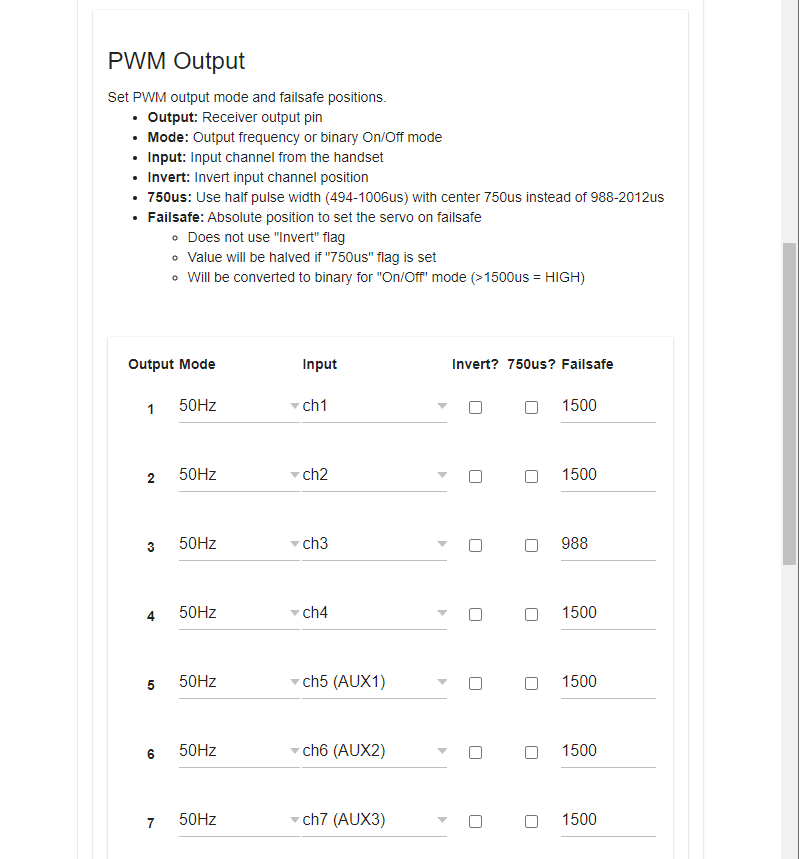 PWM Output
Set PWM output mode and failsafe positions.
Output: Receiver output pin
Mode: Output frequency or binary On/Off mode
Input: Input channel from the handset
Invert: Invert input channel position
750us: Use half pulse width (494-1006us) with center 750us instead of 988-2012us
Failsafe: Absolute position to set the servo on failsafe
Does not use "Invert" flag
Value will be halved if "750us" flag is set
Will be converted to binary for "On/Off" mode (>1500us = HIGH)
Output Mode Input Invert? 750us? Failsafe
1 50Hz ch1 1500
2 50Hz ch2 1500
3 50Hz ch3 988
4 50Hz ch4 1500
5 50Hz ch5 (AUX1) 1500
6 50Hz ch6 (AUX2) 1500
7 50Hz ch7 (AUX3) 1500